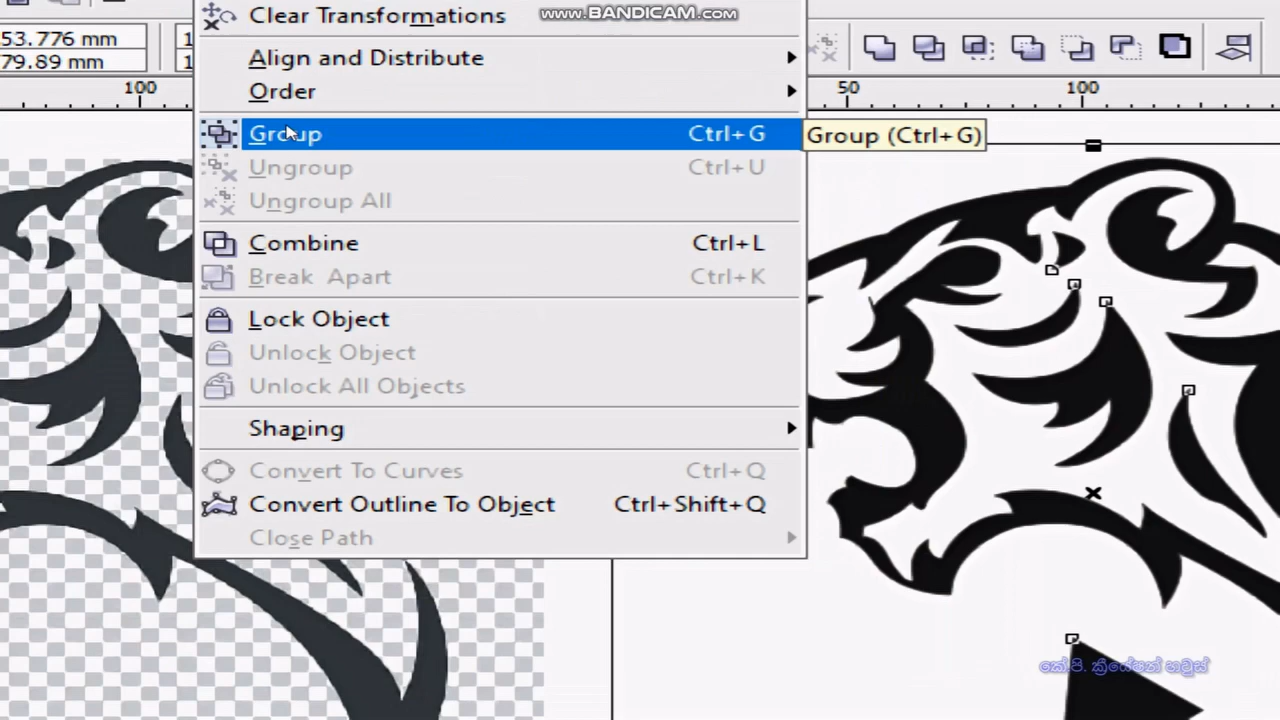 Clear Transformations
www.BANDICAM.com
53.776 mm
79.89 mm
Align and Distribute
Order
100
50
100
Group Ctrl+G
Group (Ctrl+G)
Ungroup Ctrl+U
Ungroup All
Combine Ctrl+L
Break Apart Ctrl+K
Lock Object
Unlock Object
Unlock All Objects
Shaping
Convert To Curves Ctrl+Q
Convert Outline To Object Ctrl+Shift+Q
Close Path
කේ.පී. ක්‍රියේෂන් හවුස්